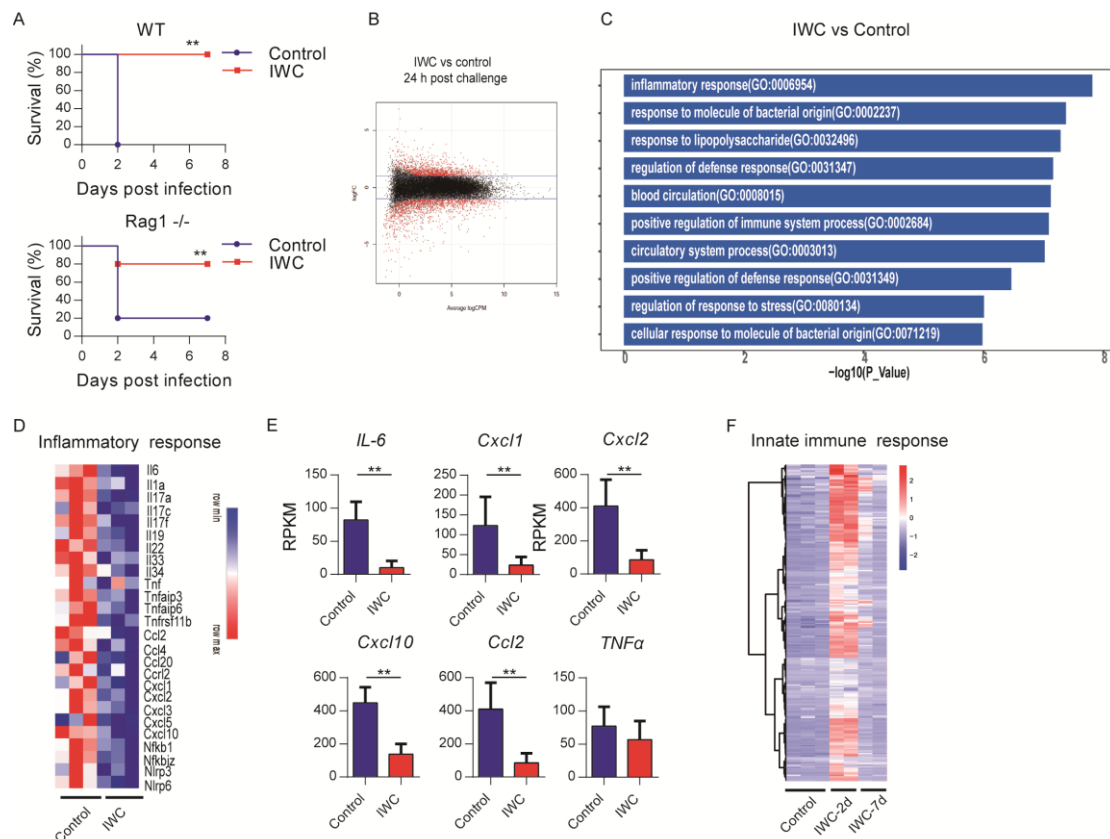 A
WT
**
Control
IWC
Survival (%)
100
80
60
40
20
0
0 2 4 6 8
Days post infection
Rag1 -/-
**
Control
IWC
Survival (%)
100
80
60
40
20
0
0 2 4 6 8
Days post infection
B
IWC vs control
24 h post challenge
logFC
5
0
-5
0 5 10 15
Average logCPM
C
IWC vs Control
inflammatory response(GO:0006954)
response to molecule of bacterial origin(GO:0002237)
response to lipopolysaccharide(GO:0032496)
regulation of defense response(GO:0031347)
blood circulation(GO:0008015)
positive regulation of immune system process(GO:0002684)
circulatory system process(GO:0003013)
positive regulation of defense response(GO:0031349)
regulation of response to stress(GO:0080134)
cellular response to molecule of bacterial origin(GO:0071219)
0 2 4 6 8
−log10(P_Value)
D
Inflammatory response
Il6
Il1a
Il17a
Il17c
Il17f
Il19
Il22
Il33
Il34
Tnf
Tnfaip3
Tnfaip6
Tnfrsf11b
Ccl2
Ccl4
Ccl20
Ccrl2
Cxcl1
Cxcl2
Cxcl3
Cxcl5
Cxcl10
Nfkb1
Nfkbiz
Nlrp3
Nlrp6
row min
row max
Control
IWC
E
IL-6
**
RPKM
150
100
50
0
Control
IWC
Cxcl1
**
RPKM
250
200
150
100
50
0
Control
IWC
Cxcl2
**
600
400
200
0
Control
IWC
Cxcl10
**
600
400
200
0
Control
IWC
Ccl2
**
600
400
200
0
Control
IWC
TNFα
150
100
50
0
Control
IWC
F
Innate immune response
2
1
0
−1
−2
Control
IWC-2d
IWC-7d